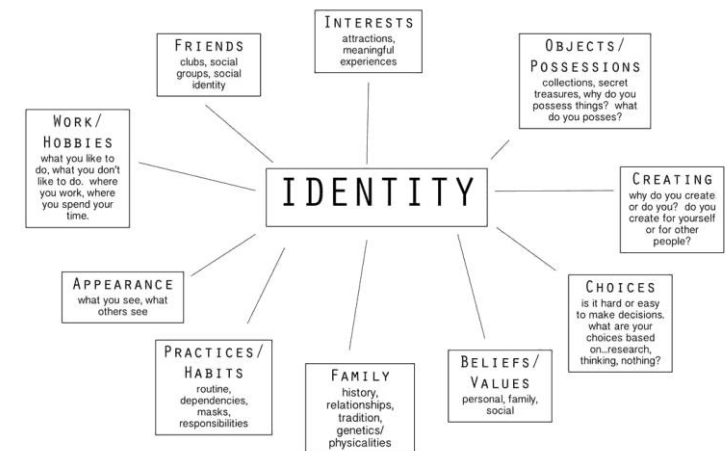 INTERESTS
attractions,
meaningful
experiences
FRIENDS
clubs, social
groups, social
identity
OBJECTS/
POSSESSIONS
collections, secret
treasures, why do you
possess things? what
do you posses?
WORK/
HOBBIES
what you like to
do, what you don't
like to do. where
you work, where
you spend your
time.
IDENTITY
CREATING
why do you create
or do you? do you
create for yourself
or for other
people?
APPEARANCE
what you see, what
others see
CHOICES
is it hard or easy
to make decisions.
what are your
choices based
on...research,
thinking, nothing?
PRACTICES/
HABITS
routine,
dependencies,
masks,
responsibilities
FAMILY
history,
relationships,
tradition,
genetics/
physicalities
BELIEFS/
VALUES
personal, family,
social